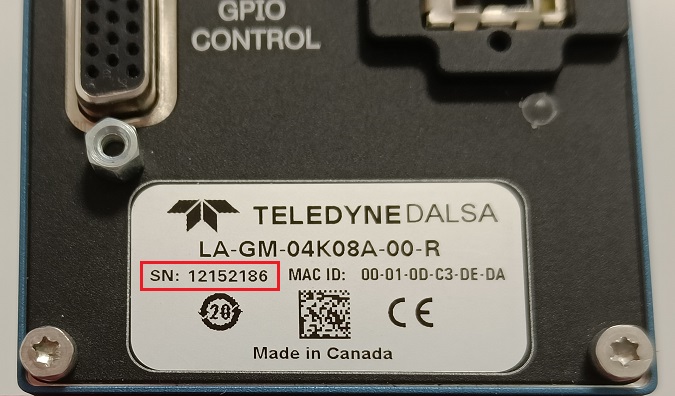 GPIO
CONTROL
TELEDYNE DALSA
LA-GM-04K08A-00-R
SN: 12152186 MAC ID: 00-01-0D-C3-DE-DA
20 CE
Made in Canada